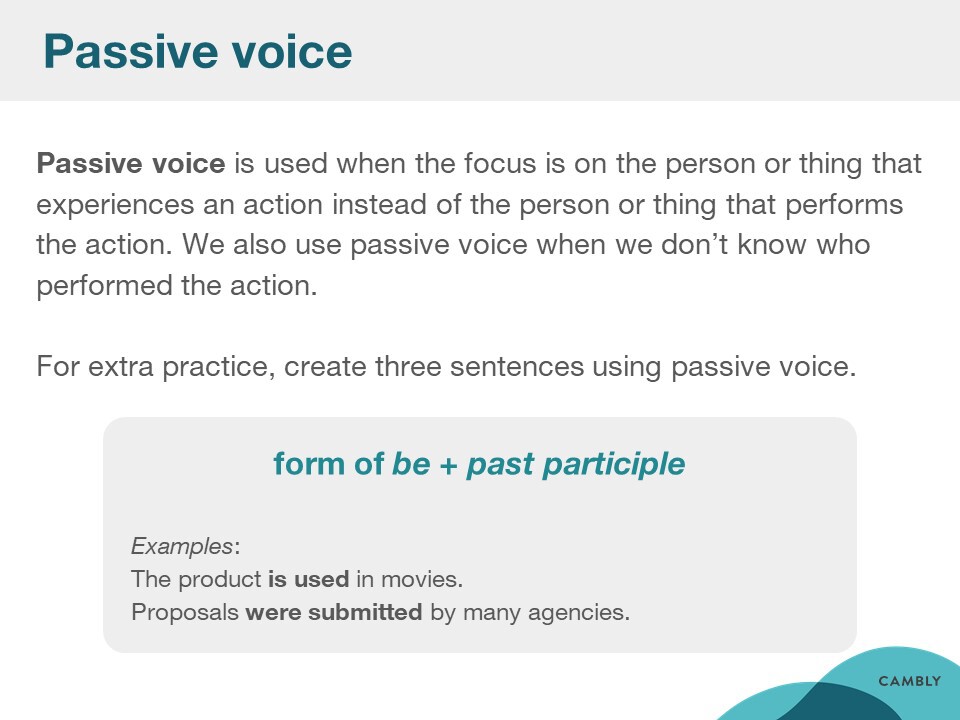 Passive voice
Passive voice is used when the focus is on the person or thing that
experiences an action instead of the person or thing that performs
the action. We also use passive voice when we don’t know who
performed the action.
For extra practice, create three sentences using passive voice.
form of be + past participle
Examples:
The product is used in movies.
Proposals were submitted by many agencies.
CAMBLY